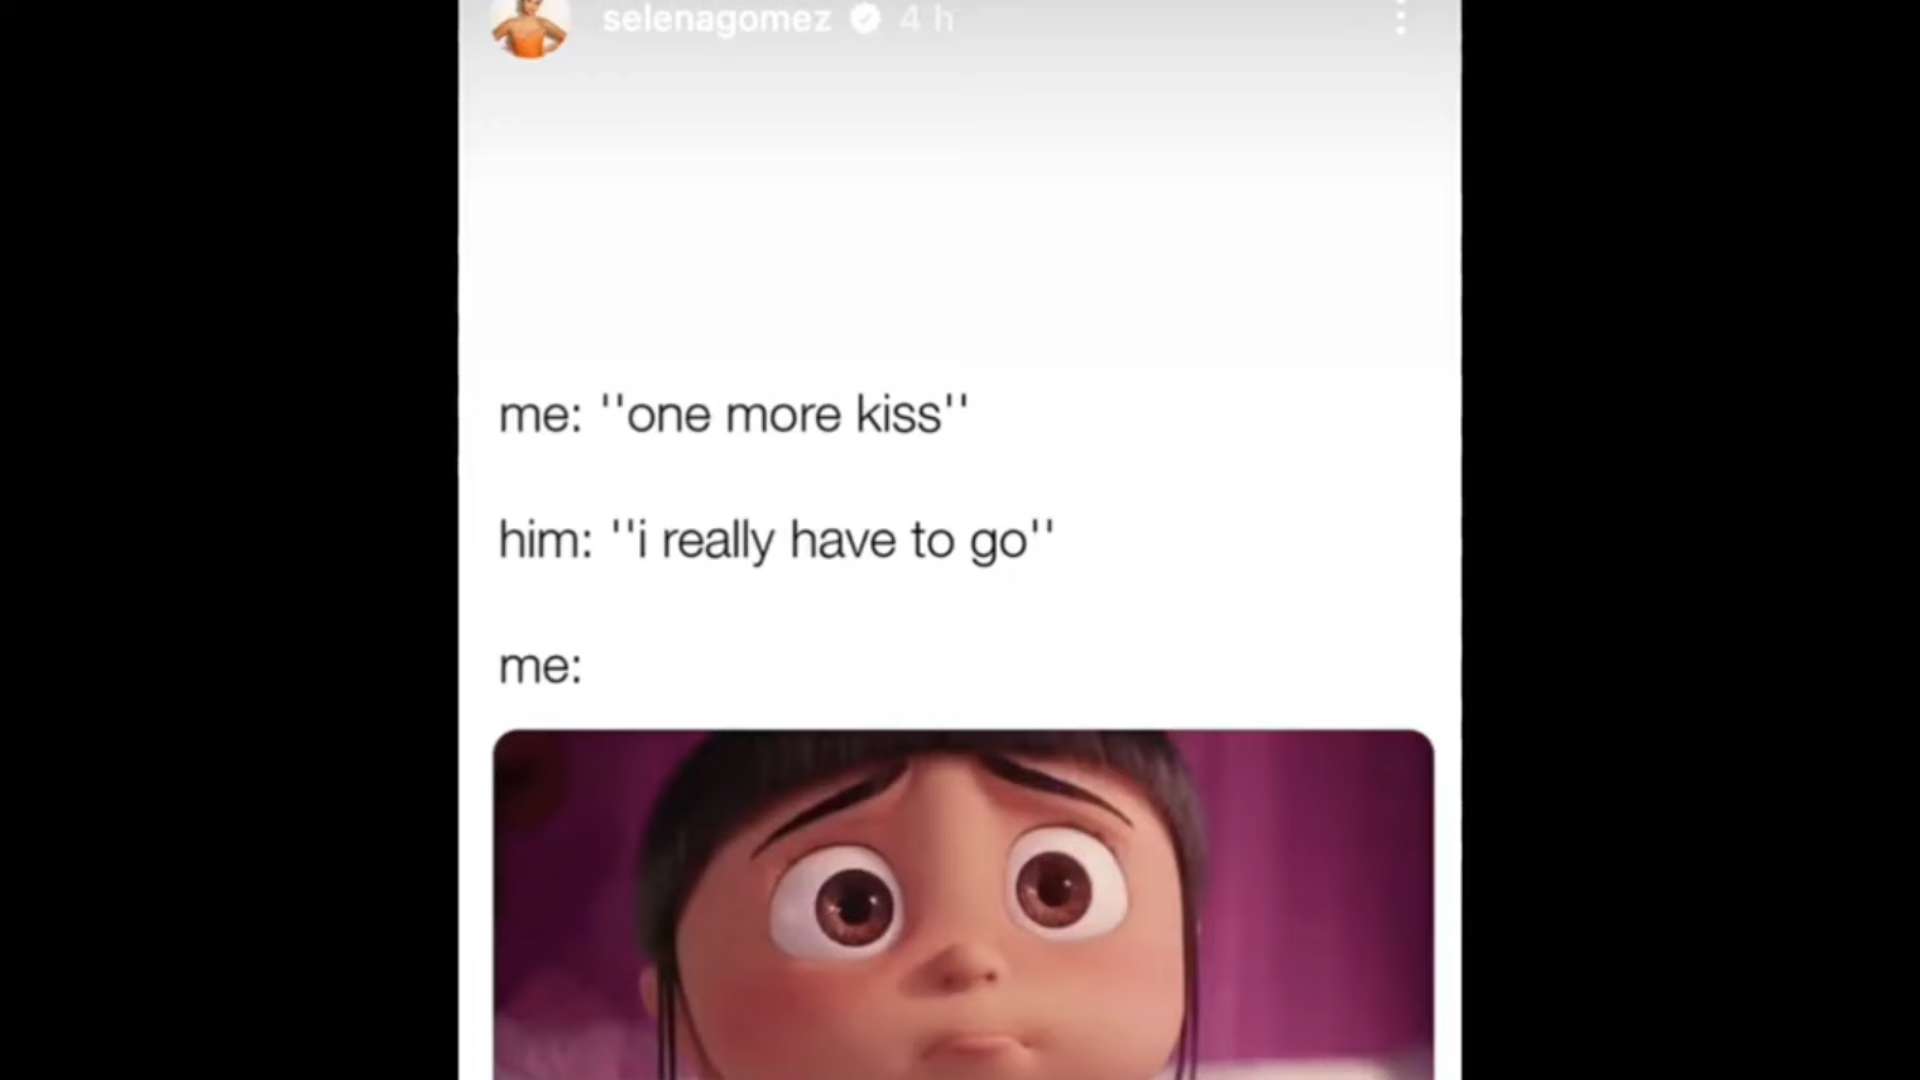 selenagomez 4 h
me: ''one more kiss''
him: ''i really have to go''
me: